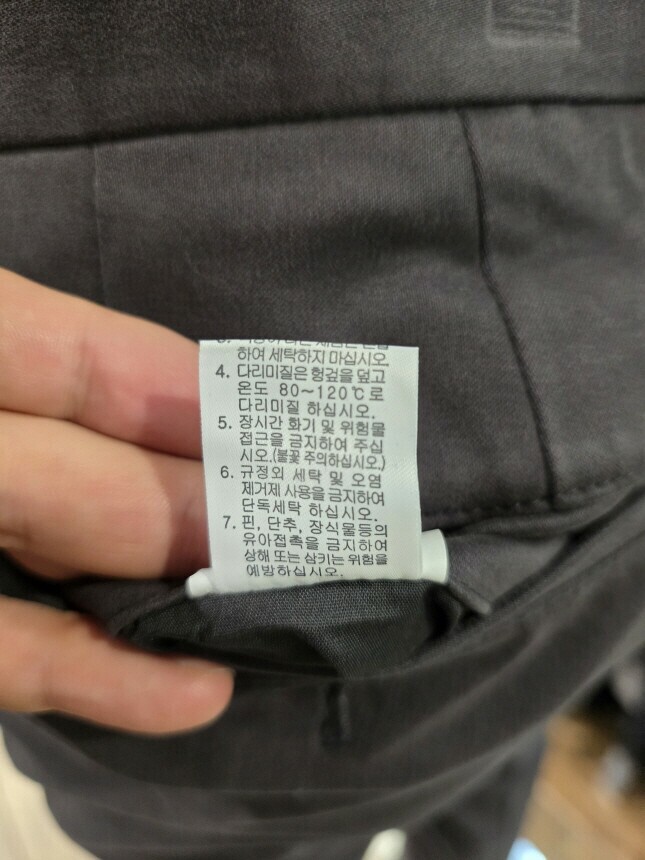 하여 세탁하지 마십시오.
4. 다리미질은 헝겊을 덮고
온도 80~120℃로
다리미질 하십시오.
5. 장시간 화기 및 위험물
접근을 금지하여 주십
시오.(불꽃 주의하십시오.)
6. 규정외 세탁 및 오염
제거제 사용을 금지하여
단독세탁 하십시오.
7. 핀, 단추, 장식물등의
유아접촉을 금지하여
상해 또는 삼키는 위험을
예방하십시오.